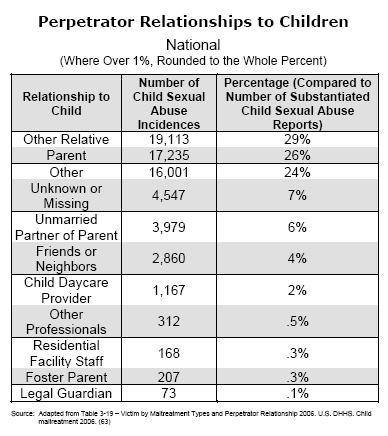 Perpetrator Relationships to Children
National
(Where Over 1%, Rounded to the Whole Percent)
Relationship to Child | Number of Child Sexual Abuse Incidences | Percentage (Compared to Number of Substantiated Child Sexual Abuse Reports)
Other Relative 19,113 29%
Parent 17,235 26%
Other 16,001 24%
Unknown or Missing 4,547 7%
Unmarried Partner of Parent 3,979 6%
Friends or Neighbors 2,860 4%
Child Daycare Provider 1,167 2%
Other Professionals 312 .5%
Residential Facility Staff 168 .3%
Foster Parent 207 .3%
Legal Guardian 73 .1%
Source: Adapted from Table 3-19 – Victim by Maltreatment Types and Perpetrator Relationship 2006. U.S. DHHS. Child
maltreatment 2006. (63)